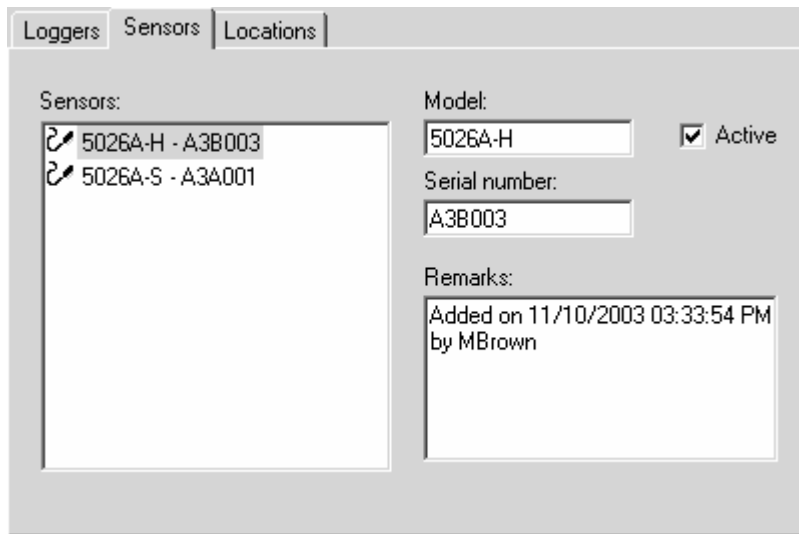 Loggers Sensors Locations
Sensors:
5026A-H - A3B003
5026A-S - A3A001
Model:
5026A-H
Active
Serial number:
A3B003
Remarks:
Added on 11/10/2003 03:33:54 PM
by MBrown